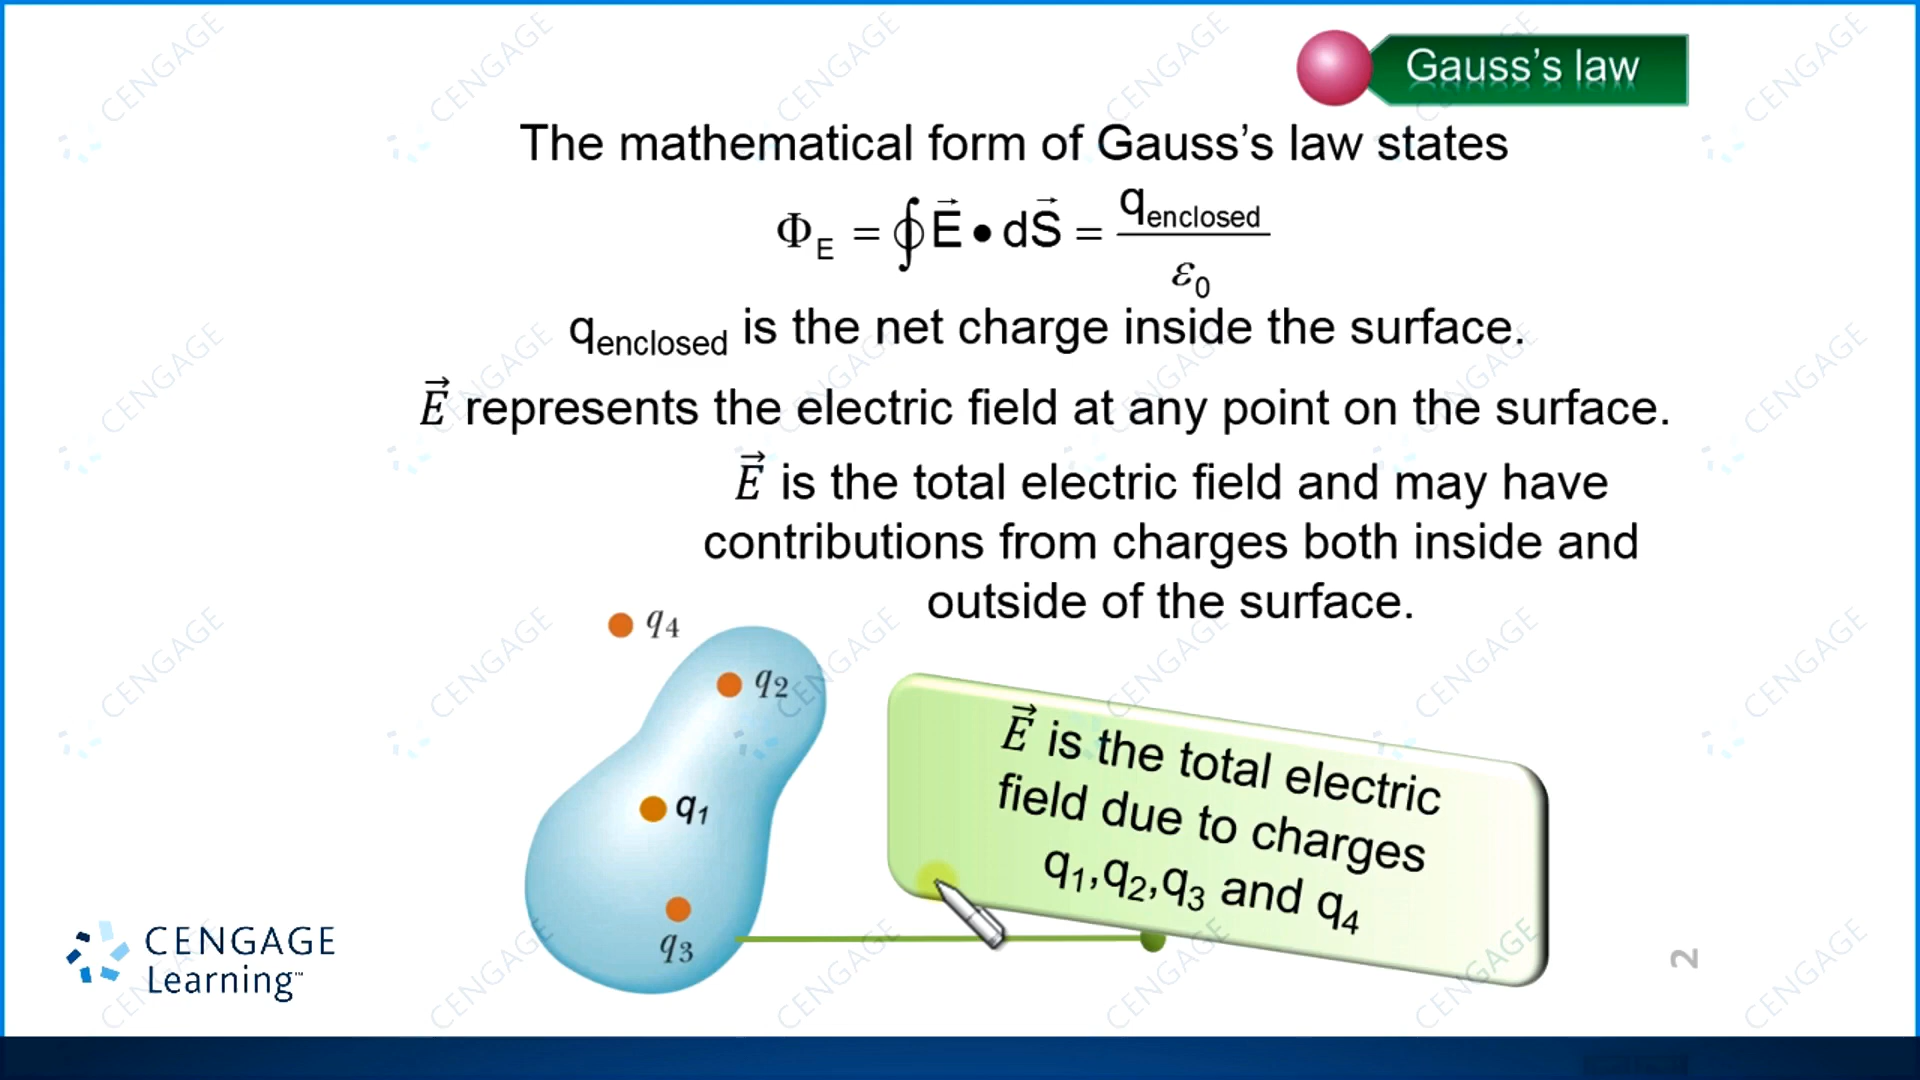 Gauss's law
The mathematical form of Gauss's law states
Φ_E = ∮ E⃗ • dS⃗ = q_enclosed / ε₀
q_enclosed is the net charge inside the surface.
E⃗ represents the electric field at any point on the surface.
E⃗ is the total electric field and may have
contributions from charges both inside and
outside of the surface.
q₄
q₂
q₁
q₃
E⃗ is the total electric
field due to charges
q₁,q₂,q₃ and q₄
CENGAGE
Learning™
2